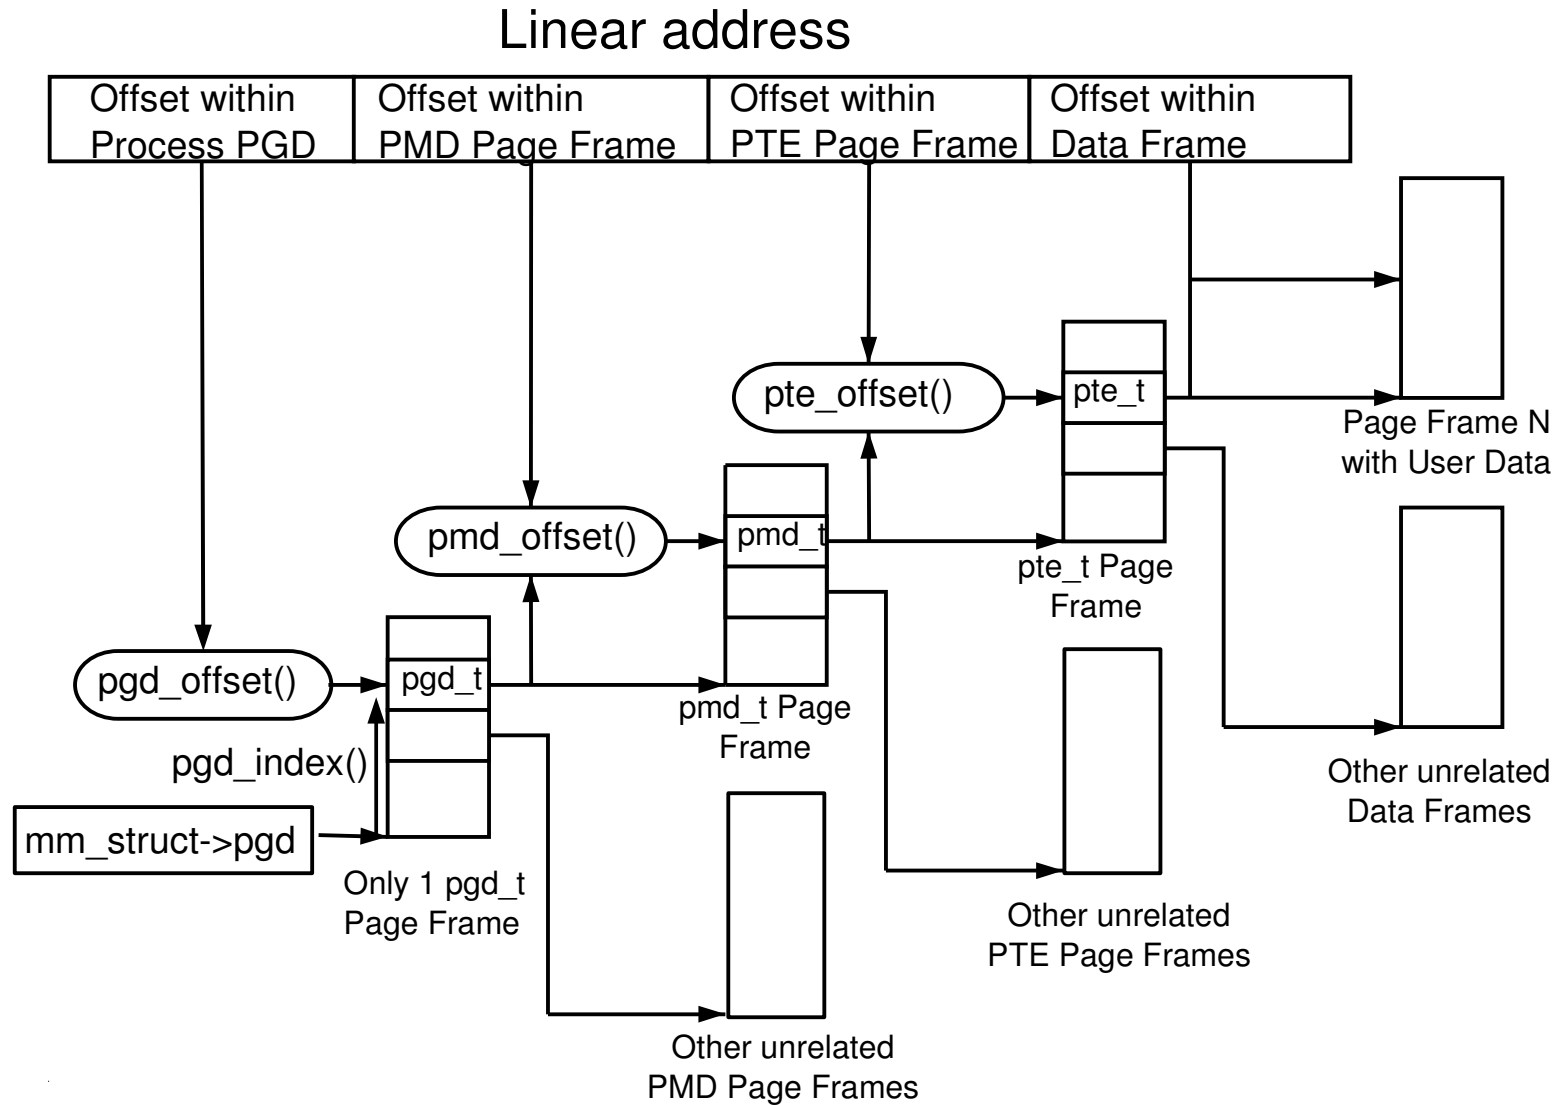 Linear address
Offset within
Process PGD
Offset within
PMD Page Frame
Offset within
PTE Page Frame
Offset within
Data Frame
pte_offset()
pte_t
Page Frame N
with User Data
pmd_offset()
pmd_t
pte_t Page
Frame
pgd_offset()
pgd_t
pmd_t Page
Frame
pgd_index()
Other unrelated
Data Frames
mm_struct->pgd
Only 1 pgd_t
Page Frame
Other unrelated
PTE Page Frames
Other unrelated
PMD Page Frames